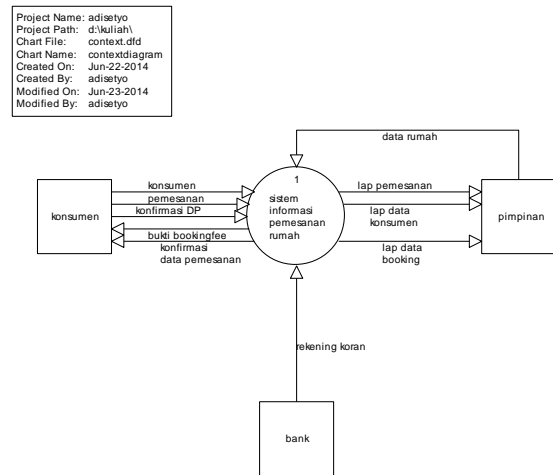 Project Name: adisetyo
Project Path: d:\kuliah\
Chart File: context.dfd
Chart Name: contextdiagram
Created On: Jun-22-2014
Created By: adisetyo
Modified On: Jun-23-2014
Modified By: adisetyo
data rumah
konsumen
konsumen
pemesanan
konfirmasi DP
bukti bookingfee
konfirmasi
data pemesanan
1
sistem
informasi
pemesanan
rumah
lap pemesanan
lap data
konsumen
lap data
booking
pimpinan
rekening koran
bank